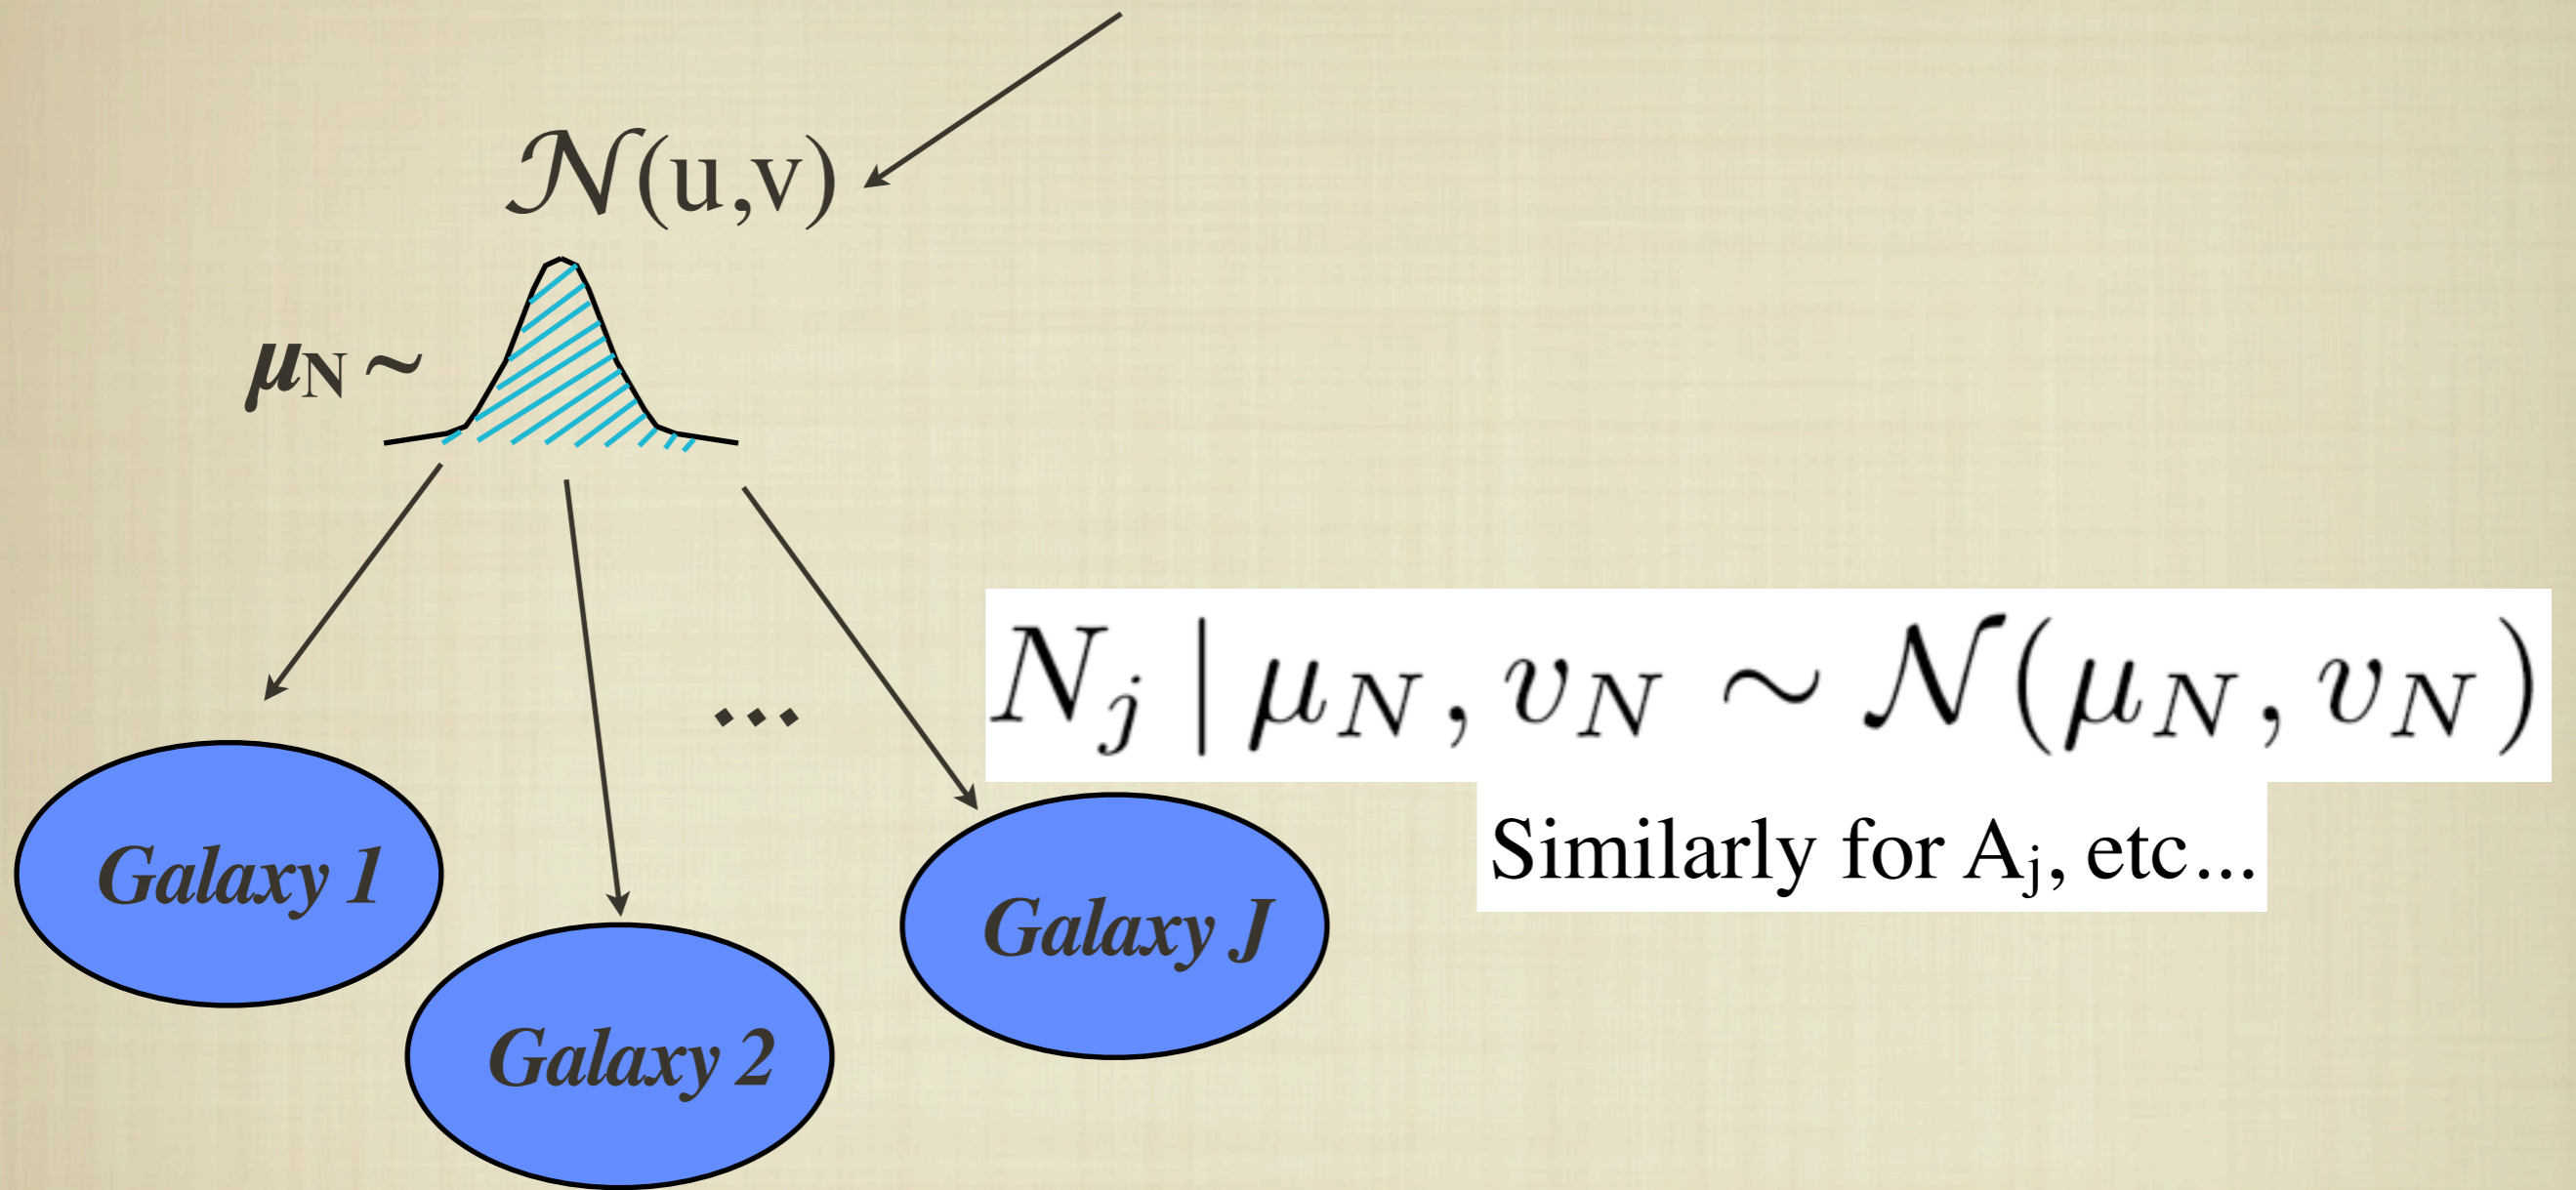 𝒩(u,v)
μN ~
...
Nj | μN, vN ∼ 𝒩(μN, vN)
Similarly for Aj, etc...
Galaxy 1
Galaxy J
Galaxy 2